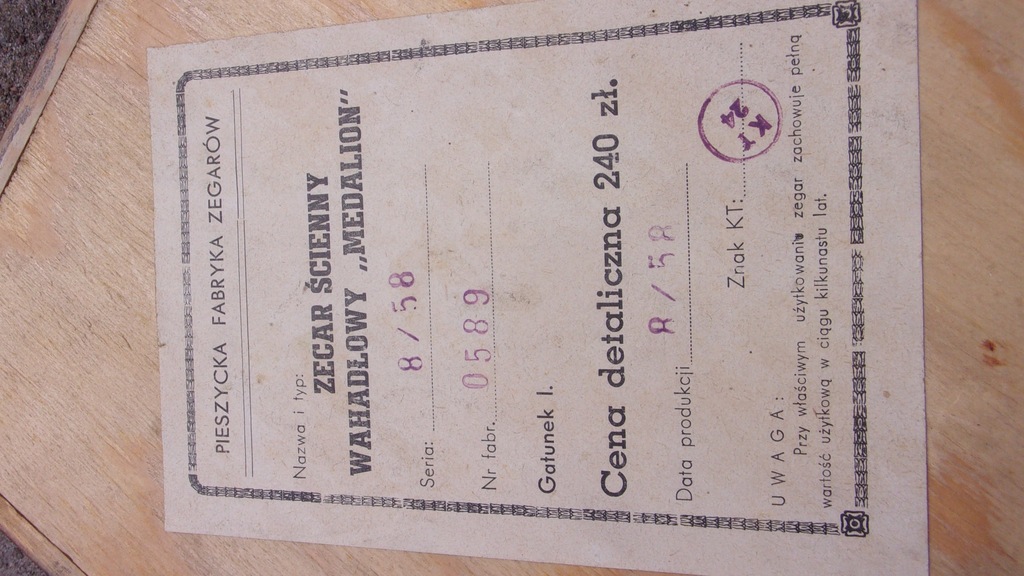 PIESZYCKA FABRYKA ZEGARÓW
Nazwa i typ:
ZEGAR ŚCIENNY
WAHADŁOWY „MEDALION”
Seria: 8/58
Nr fabr. 0589
Gatunek I.
Cena detaliczna 240 zł.
Data produkcji 8/58
Znak KT: KJ 24
UWAGA:
Przy właściwym użytkowaniu zegar zachowuje pełną
wartość użytkową w ciągu kilkunastu lat.